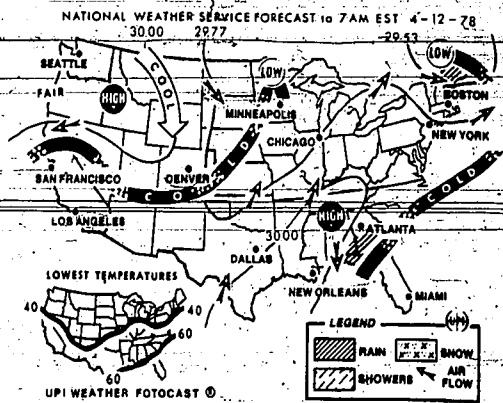 NATIONAL WEATHER SERVICE FORECAST to 7AM EST 4-12-78
30.00 29.77 29.53
SEATTLE
LOW
LOW
COOL
FAIR
HIGH
BOSTON
MINNEAPOLIS
NEW YORK
CHICAGO
SAN FRANCISCO
DENVER
COLD
COLD
LOS ANGELES
HIGH
ATLANTA
30.00
DALLAS
NEW ORLEANS
MIAMI
LOWEST TEMPERATURES
40
40
60
60
LEGEND
UPI
RAIN
SNOW
SHOWERS
AIR FLOW
UPI WEATHER FOTOCAST ®